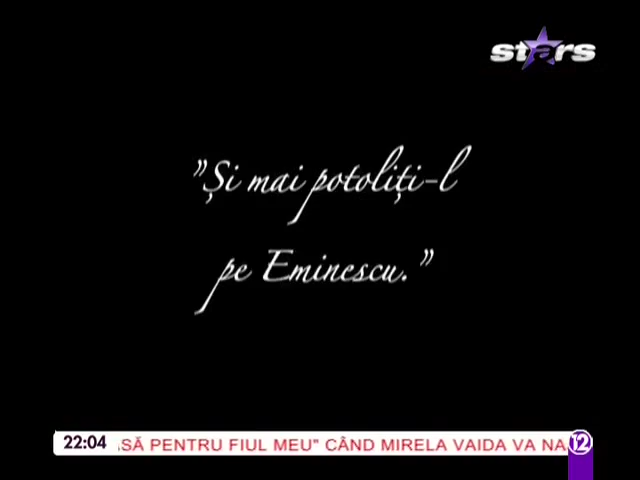 stars
"Și mai potoliți-l
pe Eminescu."
22:04 SĂ PENTRU FIUL MEU" CÂND MIRELA VAIDA VA NA 12